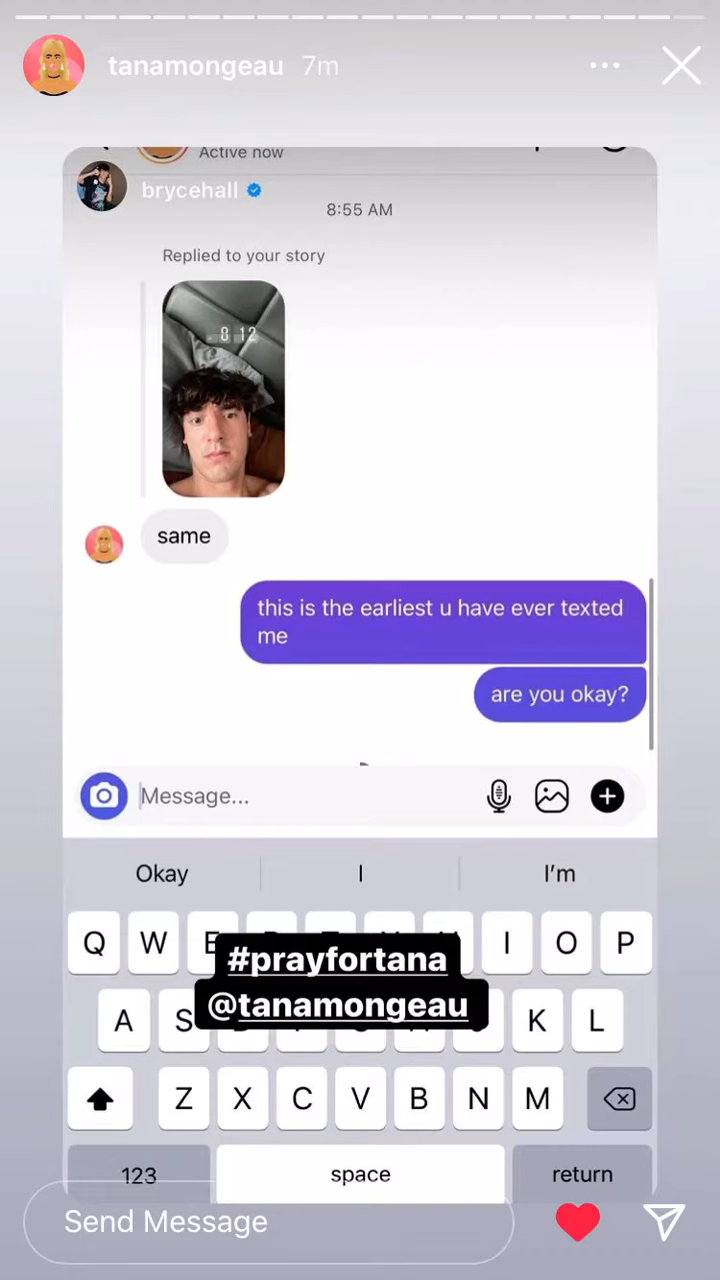 tanamongeau 7m
Active now
brycehall
8:55 AM
Replied to your story
8 12
same
this is the earliest u have ever texted
me
are you okay?
Message...
Okay I I'm
Q W E I O P
#prayfortana
@tanamongeau
A S K L
Z X C V B N M
123 space return
Send Message